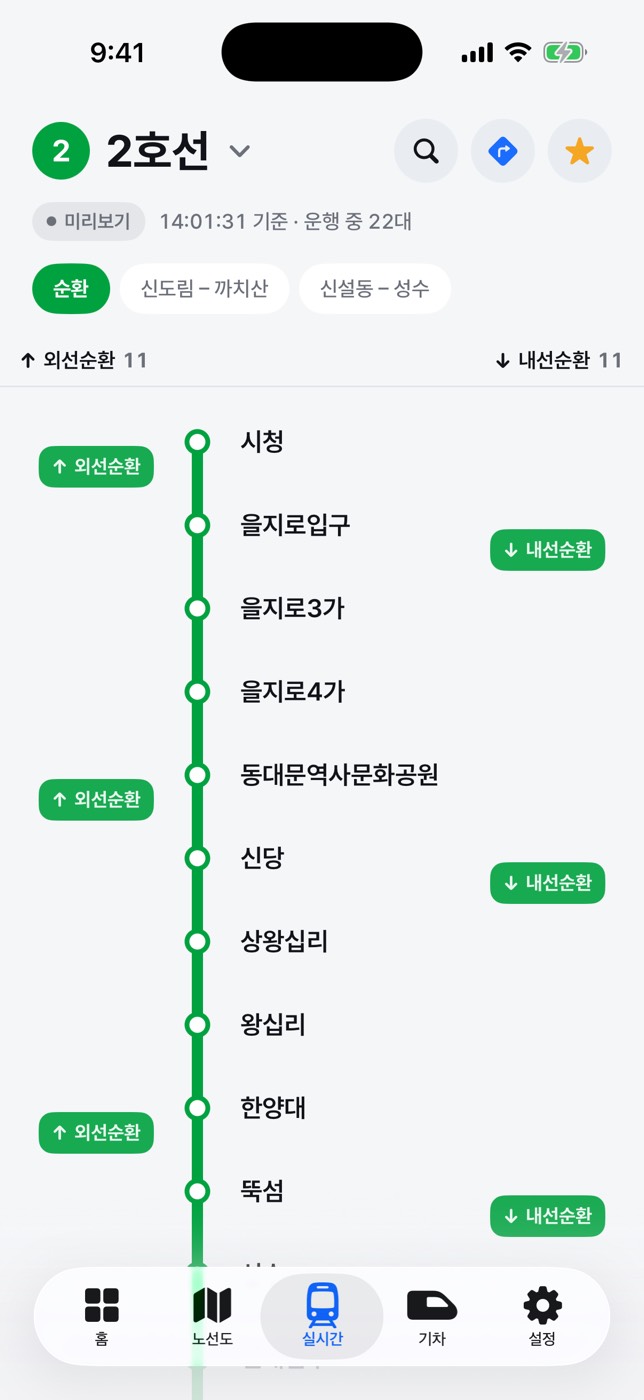 9:41
2 2호선
미리보기 14:01:31 기준 · 운행 중 22대
순환 신도림 – 까치산 신설동 – 성수
↑ 외선순환 11 ↓ 내선순환 11
시청
↑ 외선순환
을지로입구
↓ 내선순환
을지로3가
을지로4가
동대문역사문화공원
↑ 외선순환
신당
↓ 내선순환
상왕십리
왕십리
한양대
↑ 외선순환
뚝섬
↓ 내선순환
홈 노선도 실시간 기차 설정